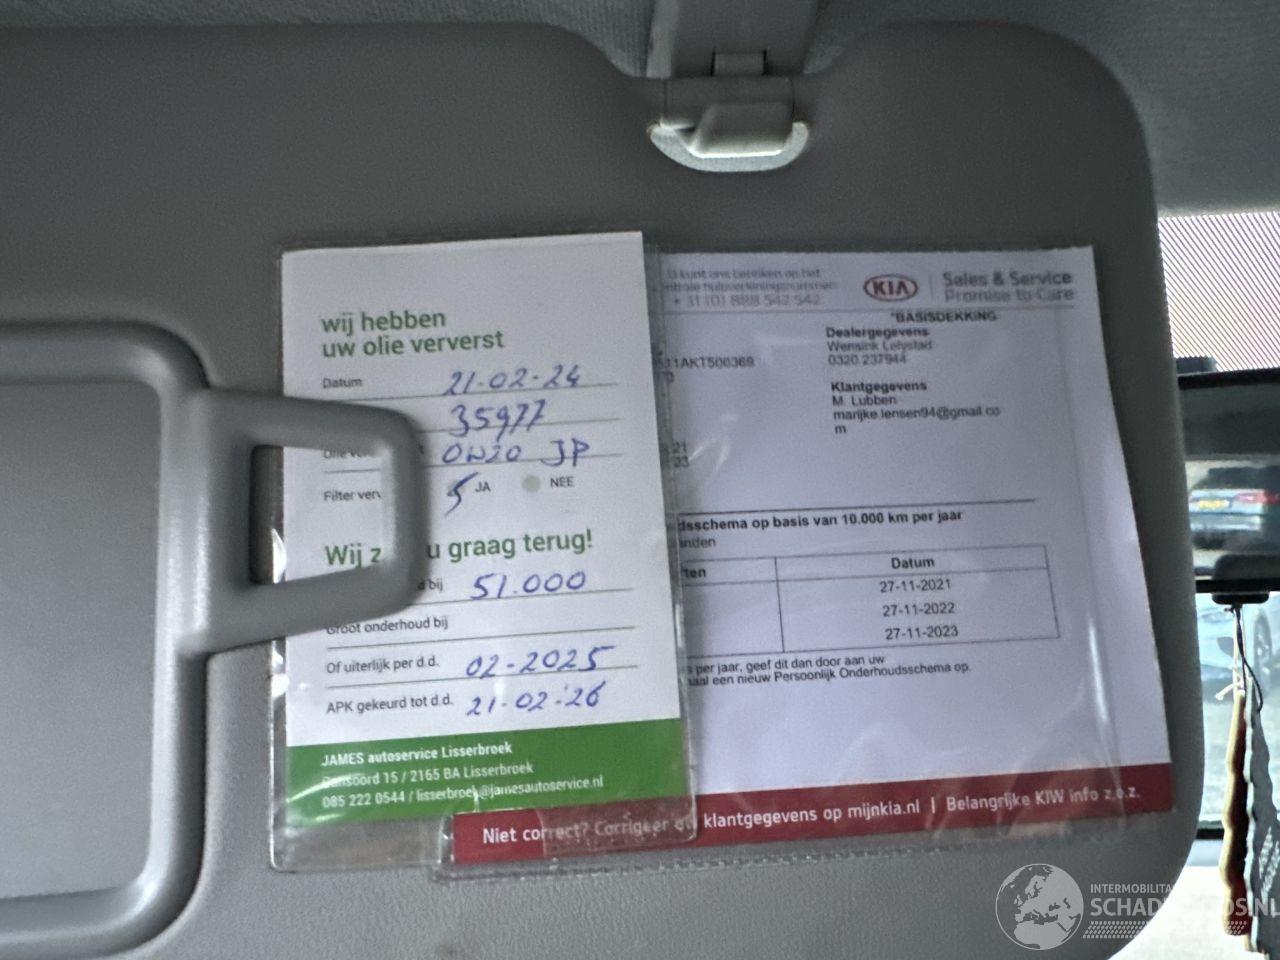 wij hebben
uw olie ververst
Datum 21-02-24
35977
0W20 JP
Filter JA NEE
Wij u graag terug!
bij 51.000
Groot onderhoud bij
Of uiterlijk per d.d. 02-2025
APK gekeurd tot d.d. 21-02-26
JAMES autoservice Lisserbroek
15 / 2165 BA Lisserbroek
085 222 0544 / lisserbroek@jamesautoservice.nl
U kunt ons bereiken op het
+ 31 (0) 888 542 542
KIA Sales & Service
Promise to Care
*BASISDEKKING
Dealergegevens
Wensink Lelystad
0320 237944
11AKT500369
Klantgegevens
M. Lubben
marijke.lensen94@gmail.co
m
21
23
op basis van 10.000 km per jaar
Datum
27-11-2021
27-11-2022
27-11-2023
per jaar, geef dit dan door aan uw
een nieuw Persoonlijk Onderhoudsschema op.
Niet correct? Corrigeer klantgegevens op mijnkia.nl | Belangrijke KIW info z.o.z.